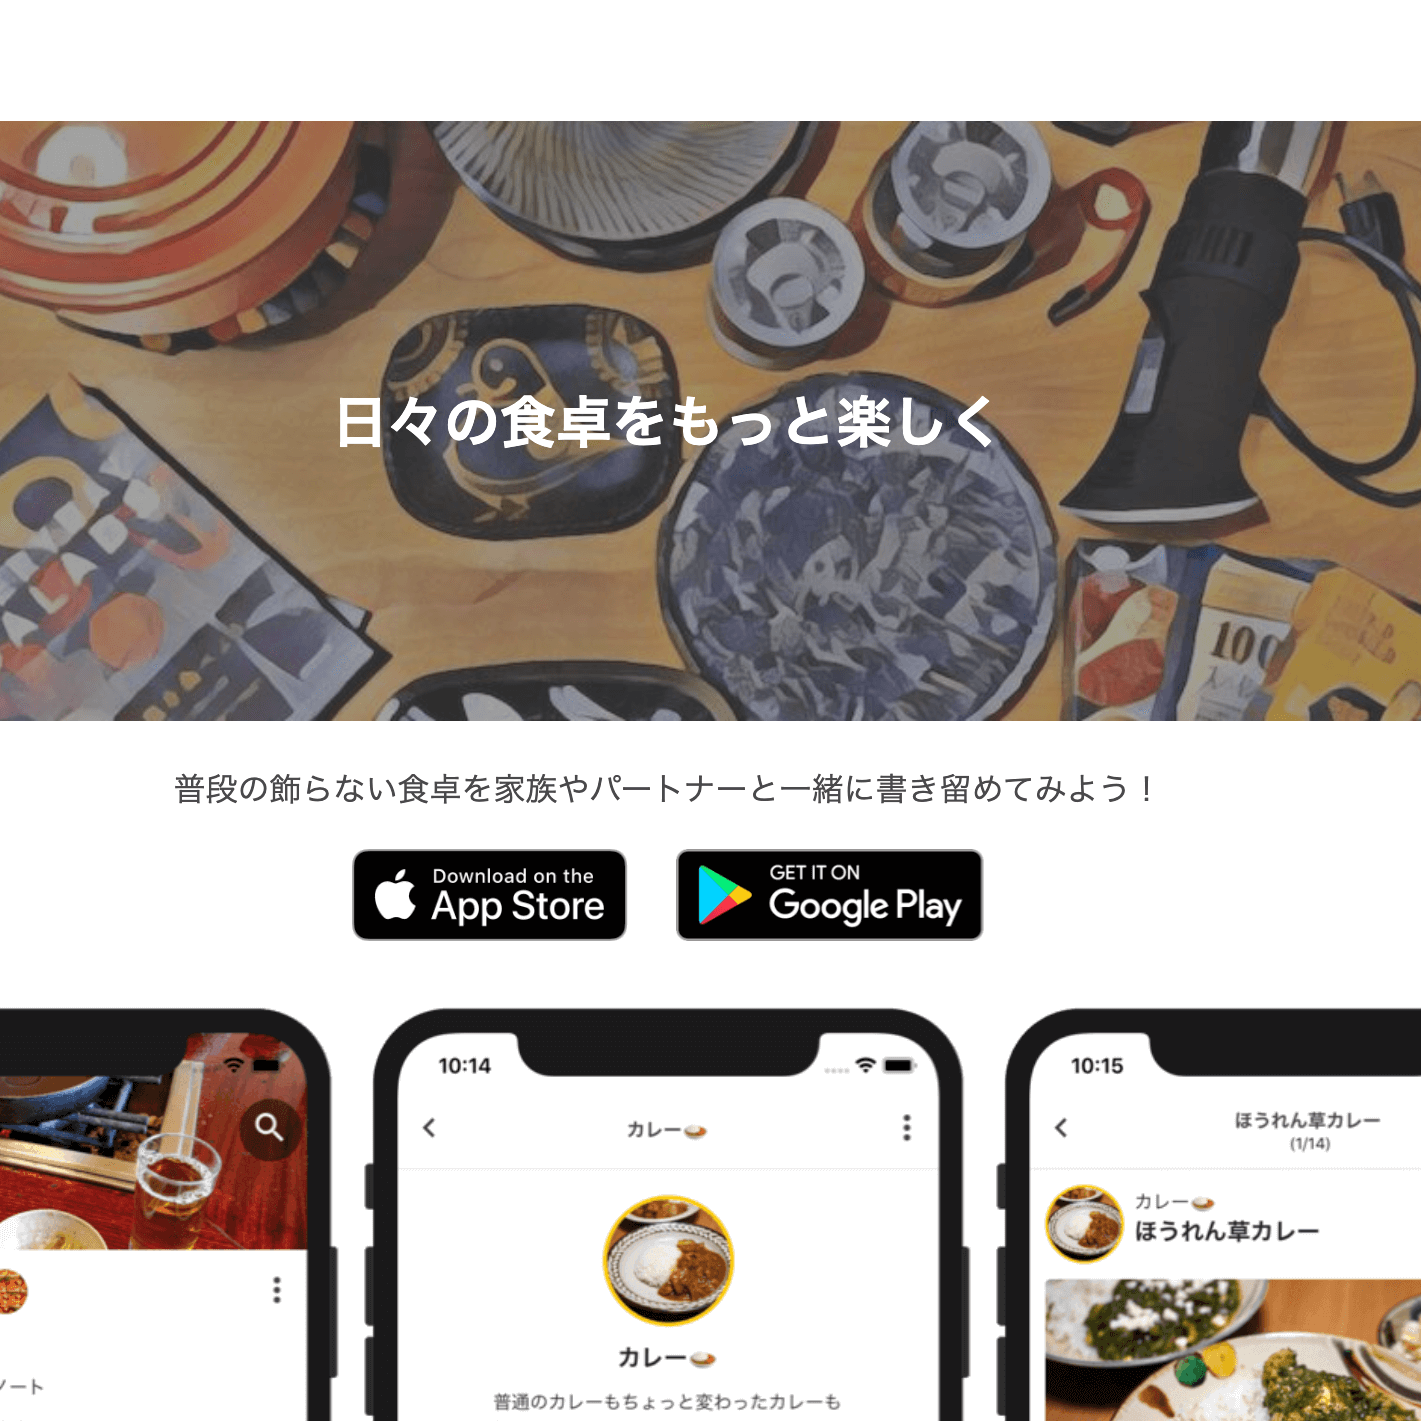 日々の食卓をもっと楽しく
100
普段の飾らない食卓を家族やパートナーと一緒に書き留めてみよう！
Download on the
App Store
GET IT ON
Google Play
10:14
カレー🍛
カレー🍛
普通のカレーもちょっと変わったカレーも
10:15
ほうれん草カレー
(1/14)
カレー🍛
ほうれん草カレー
ノート